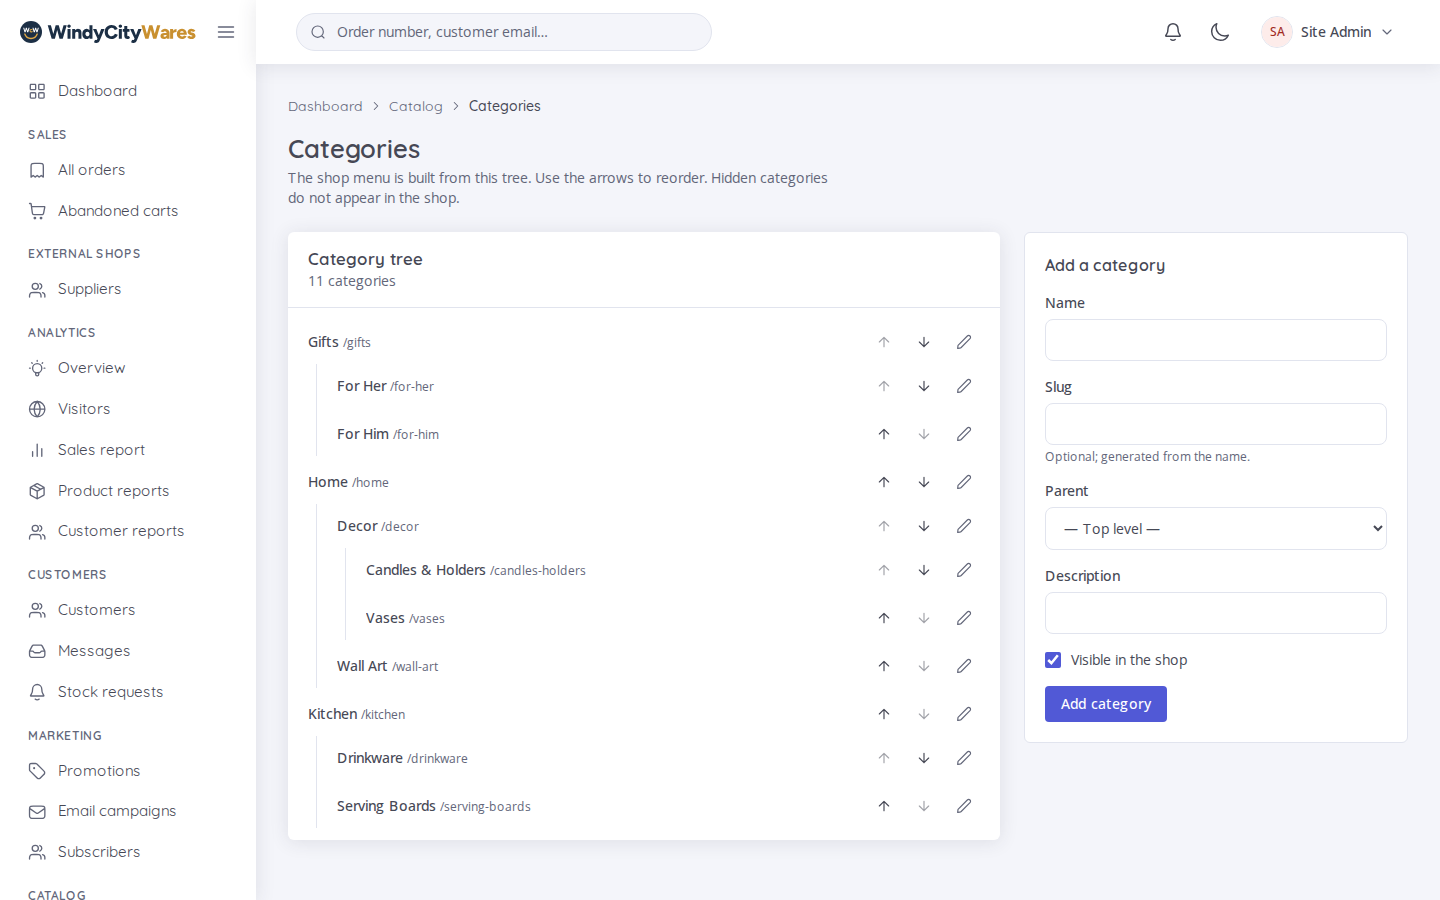 WindyCityWares
Order number, customer email...
SA
Site Admin
Dashboard
SALES
All orders
Abandoned carts
EXTERNAL SHOPS
Suppliers
ANALYTICS
Overview
Visitors
Sales report
Product reports
Customer reports
CUSTOMERS
Customers
Messages
Stock requests
MARKETING
Promotions
Email campaigns
Subscribers
CATALOG
Dashboard > Catalog > Categories
Categories
The shop menu is built from this tree. Use the arrows to reorder. Hidden categories
do not appear in the shop.
Category tree
11 categories
Gifts /gifts
For Her /for-her
For Him /for-him
Home /home
Decor /decor
Candles & Holders /candles-holders
Vases /vases
Wall Art /wall-art
Kitchen /kitchen
Drinkware /drinkware
Serving Boards /serving-boards
Add a category
Name
Slug
Optional; generated from the name.
Parent
— Top level —
Description
Visible in the shop
Add category